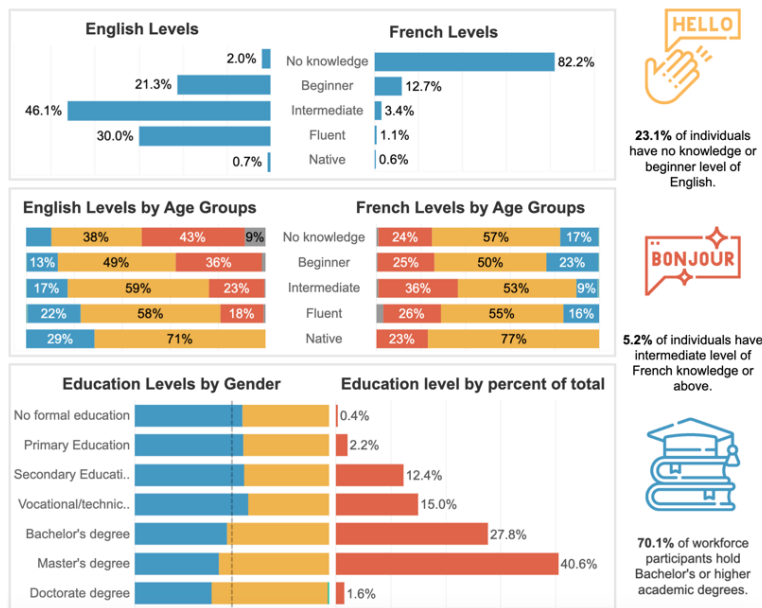 English Levels
French Levels
2.0% No knowledge 82.2%
21.3% Beginner 12.7%
46.1% Intermediate 3.4%
30.0% Fluent 1.1%
0.7% Native 0.6%
HELLO
23.1% of individuals
have no knowledge or
beginner level of
English.
English Levels by Age Groups
French Levels by Age Groups
38% 43% 9% No knowledge 24% 57% 17%
13% 49% 36% Beginner 25% 50% 23%
17% 59% 23% Intermediate 36% 53% 9%
22% 58% 18% Fluent 26% 55% 16%
29% 71% Native 23% 77%
BONJOUR
5.2% of individuals have
intermediate level of
French knowledge or
above.
Education Levels by Gender
Education level by percent of total
No formal education 0.4%
Primary Education 2.2%
Secondary Educati.. 12.4%
Vocational/technic.. 15.0%
Bachelor's degree 27.8%
Master's degree 40.6%
Doctorate degree 1.6%
70.1% of workforce
participants hold
Bachelor's or higher
academic degrees.